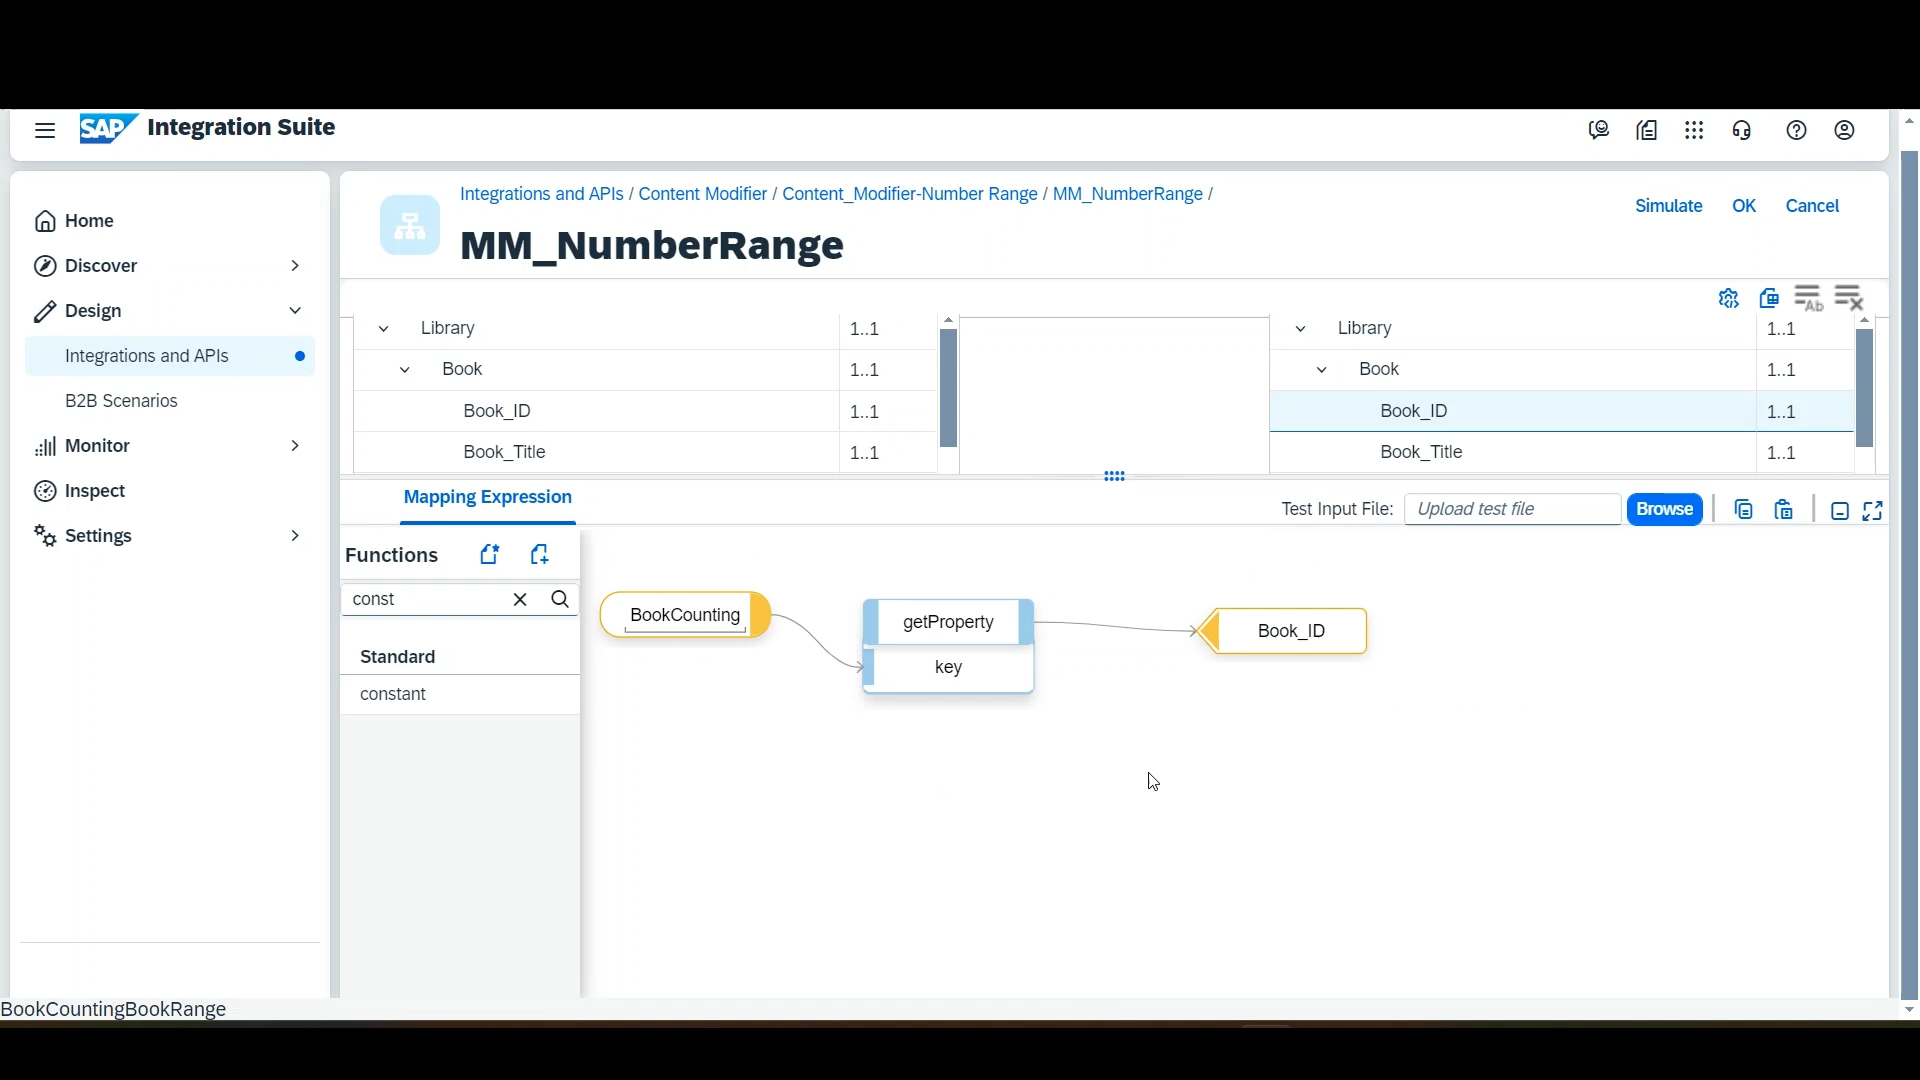 SAP Integration Suite
Home
Discover
Design
Integrations and APIs
B2B Scenarios
Monitor
Inspect
Settings
Integrations and APIs / Content Modifier / Content_Modifier-Number Range / MM_NumberRange /
MM_NumberRange
Simulate OK Cancel
Ab
Library 1..1
Book 1..1
Book_ID 1..1
Book_Title 1..1
Library 1..1
Book 1..1
Book_ID 1..1
Book_Title 1..1
Mapping Expression
Test Input File: Upload test file Browse
Functions
const
Standard
constant
BookCounting
getProperty
key
Book_ID
BookCountingBookRange